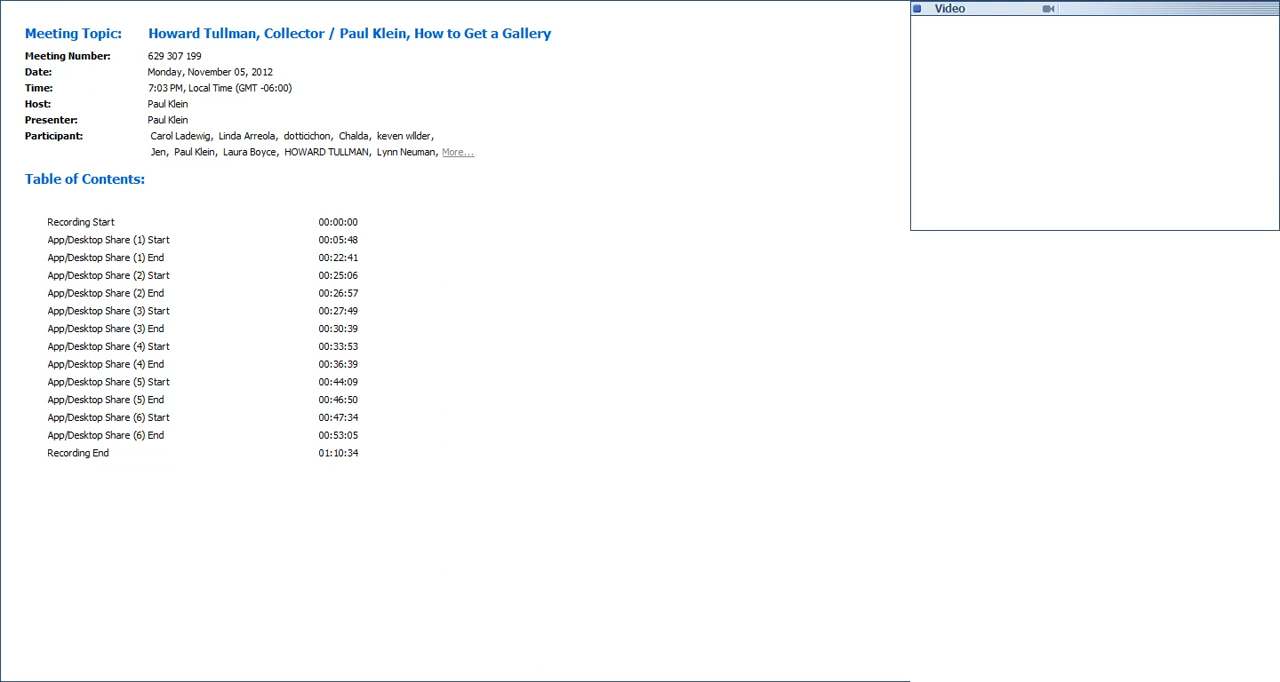 Video
Meeting Topic: Howard Tullman, Collector / Paul Klein, How to Get a Gallery
Meeting Number: 629 307 199
Date: Monday, November 05, 2012
Time: 7:03 PM, Local Time (GMT -06:00)
Host: Paul Klein
Presenter: Paul Klein
Participant: Carol Ladewig, Linda Arreola, dotticichon, Chalda, keven wllder,
Jen, Paul Klein, Laura Boyce, HOWARD TULLMAN, Lynn Neuman, More...
Table of Contents:
Recording Start 00:00:00
App/Desktop Share (1) Start 00:05:48
App/Desktop Share (1) End 00:22:41
App/Desktop Share (2) Start 00:25:06
App/Desktop Share (2) End 00:26:57
App/Desktop Share (3) Start 00:27:49
App/Desktop Share (3) End 00:30:39
App/Desktop Share (4) Start 00:33:53
App/Desktop Share (4) End 00:36:39
App/Desktop Share (5) Start 00:44:09
App/Desktop Share (5) End 00:46:50
App/Desktop Share (6) Start 00:47:34
App/Desktop Share (6) End 00:53:05
Recording End 01:10:34